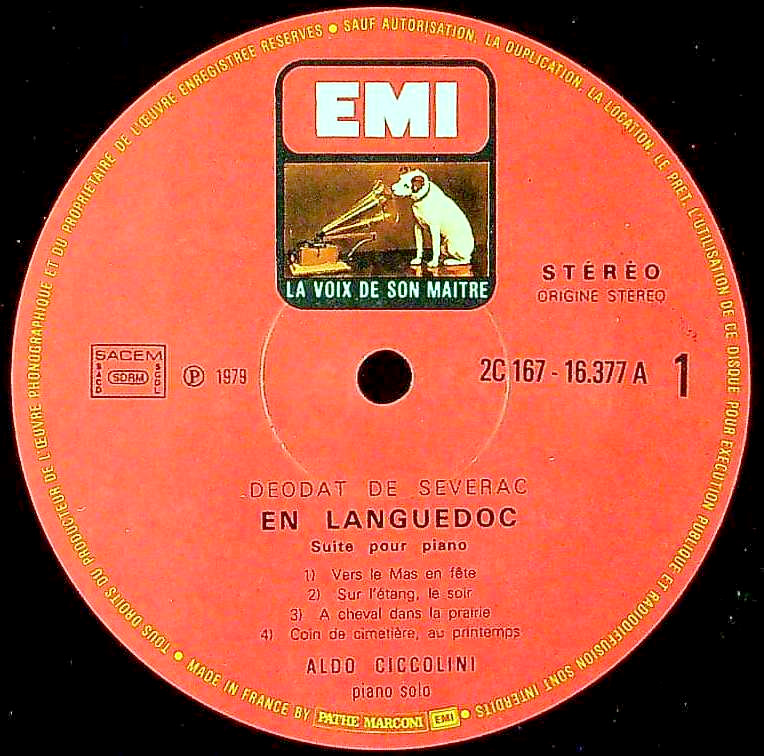 TOUS DROITS DU PRODUCTEUR DE L'ŒUVRE PHONOGRAPHIQUE ET DU PROPRIETAIRE DE L'ŒUVRE ENREGISTREE RESERVES • SAUF AUTORISATION, LA DUPLICATION, LA LOCATION, LE PRET, L'UTILISATION DE CE DISQUE POUR EXECUTION PUBLIQUE ET RADIODIFFUSION SONT INTERDITS •
EMI
LA VOIX DE SON MAITRE
STÉRÉO
ORIGINE STEREO
SACEM
SACD SDRM SCPL
Ⓟ 1979
2C 167 - 16.377 A 1
DEODAT DE SEVERAC
EN LANGUEDOC
Suite pour piano
1) Vers le Mas en fête
2) Sur l'étang, le soir
3) A cheval dans la prairie
4) Coin de cimetière, au printemps
ALDO CICCOLINI
piano solo
MADE IN FRANCE BY PATHE MARCONI EMI